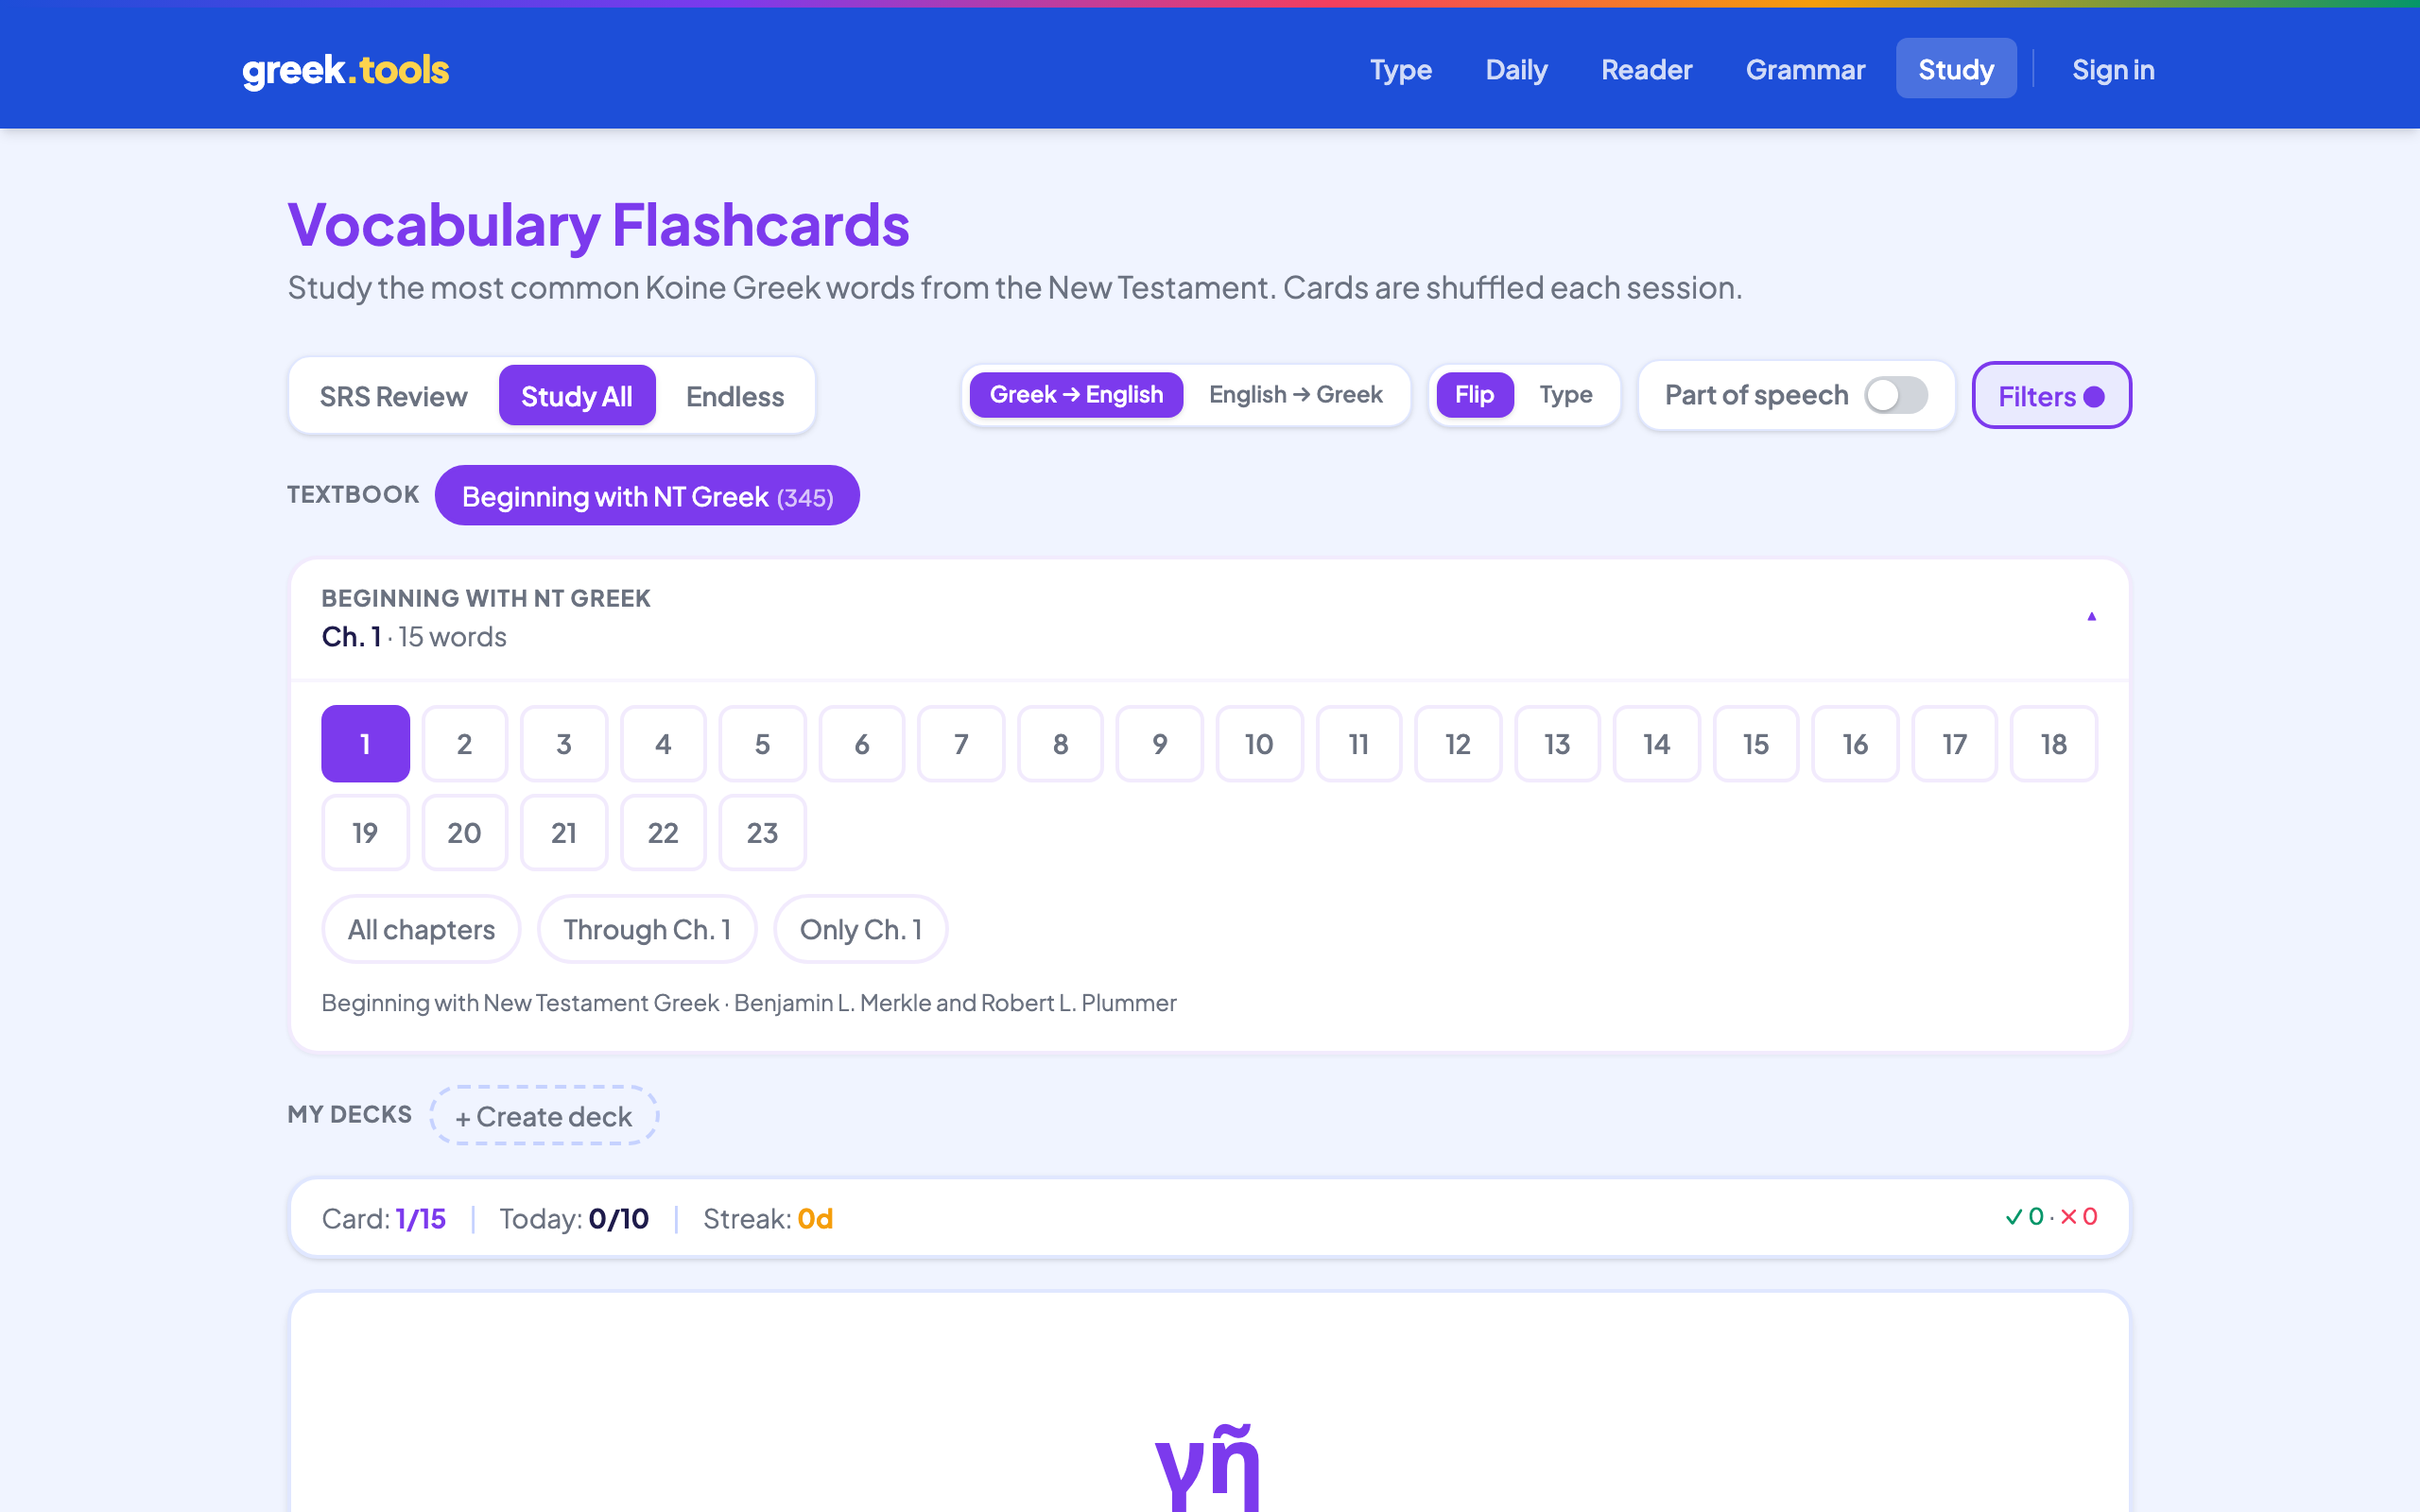 greek.tools
Type Daily Reader Grammar Study Sign in
Vocabulary Flashcards
Study the most common Koine Greek words from the New Testament. Cards are shuffled each session.
SRS Review Study All Endless Greek → English English → Greek Flip Type Part of speech Filters
TEXTBOOK Beginning with NT Greek (345)
BEGINNING WITH NT GREEK
Ch. 1 · 15 words
1 2 3 4 5 6 7 8 9 10 11 12 13 14 15 16 17 18
19 20 21 22 23
All chapters Through Ch. 1 Only Ch. 1
Beginning with New Testament Greek · Benjamin L. Merkle and Robert L. Plummer
MY DECKS + Create deck
Card: 1/15 Today: 0/10 Streak: 0d ✓ 0 · ✕ 0
γῆ